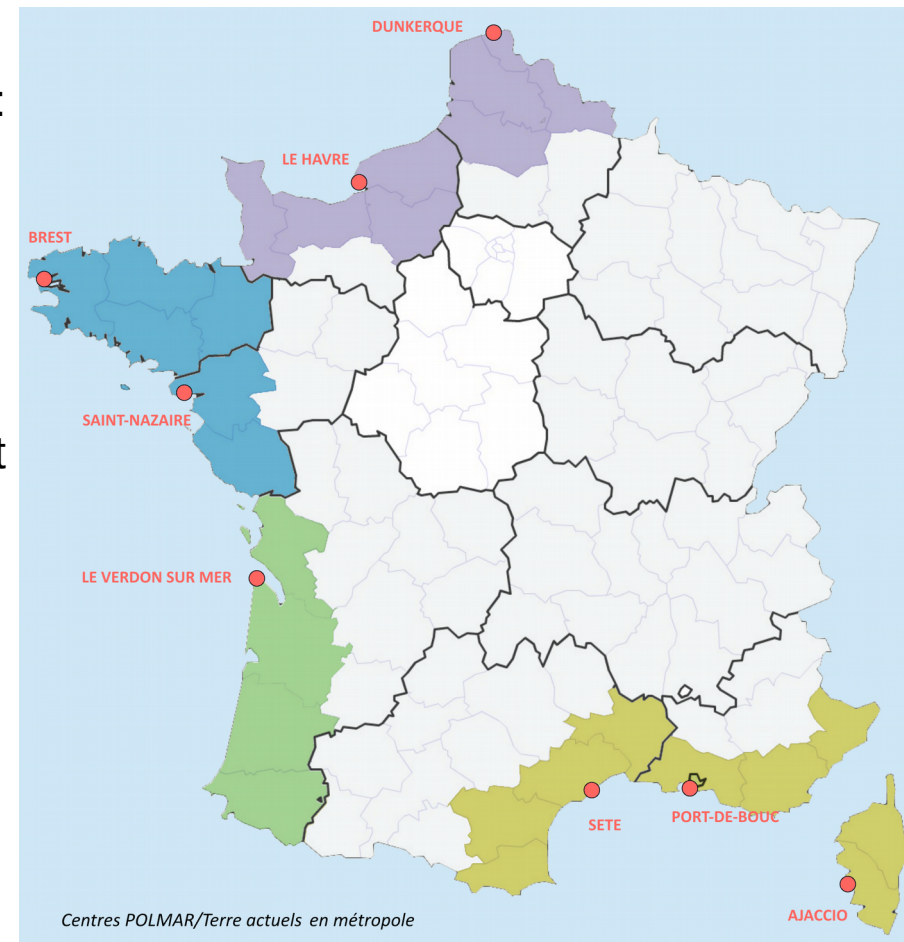 DUNKERQUE
:
LE HAVRE
BREST
SAINT-NAZAIRE
t
LE VERDON SUR MER
SETE
PORT-DE-BOUC
AJACCIO
Centres POLMAR/Terre actuels en métropole